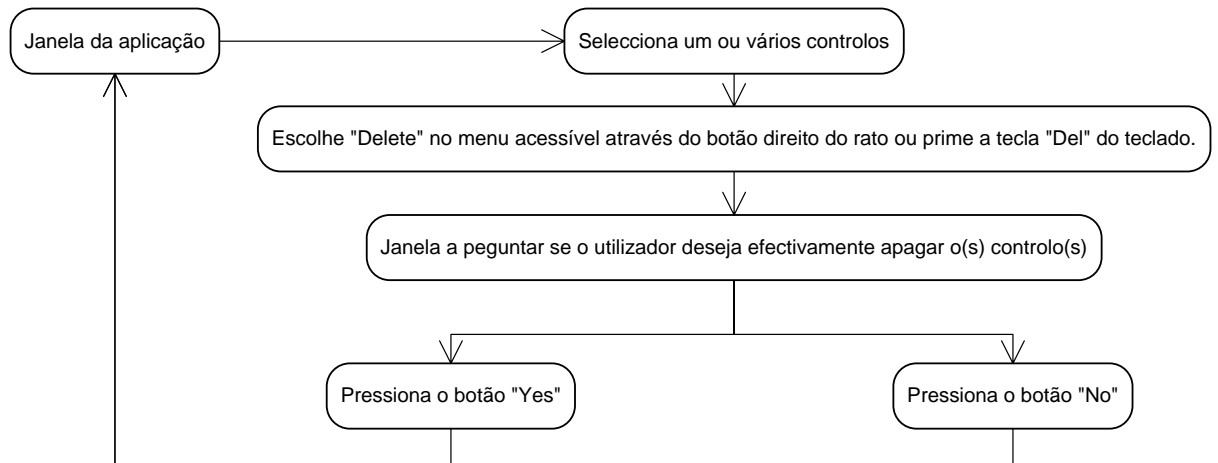 Janela da aplicação
Selecciona um ou vários controlos
Escolhe "Delete" no menu acessível através do botão direito do rato ou prime a tecla "Del" do teclado.
Janela a peguntar se o utilizador deseja efectivamente apagar o(s) controlo(s)
Pressiona o botão "Yes"
Pressiona o botão "No"